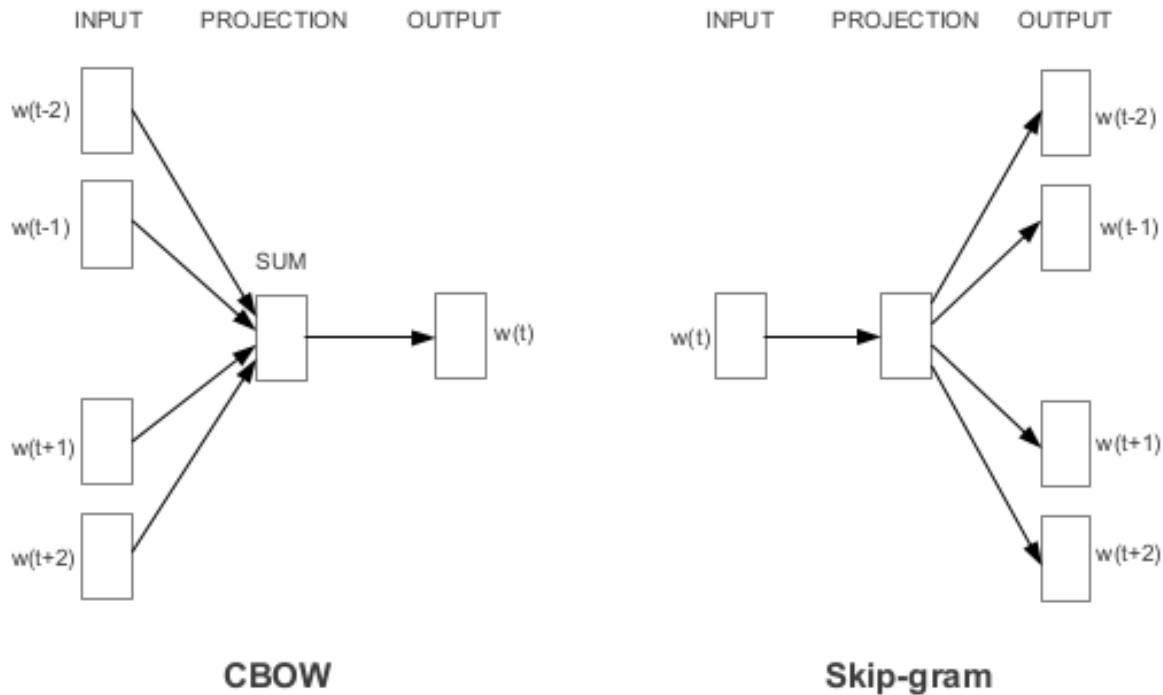 INPUT PROJECTION OUTPUT
w(t-2)
w(t-1)
SUM
w(t)
w(t+1)
w(t+2)
CBOW
INPUT PROJECTION OUTPUT
w(t-2)
w(t-1)
w(t)
w(t+1)
w(t+2)
Skip-gram